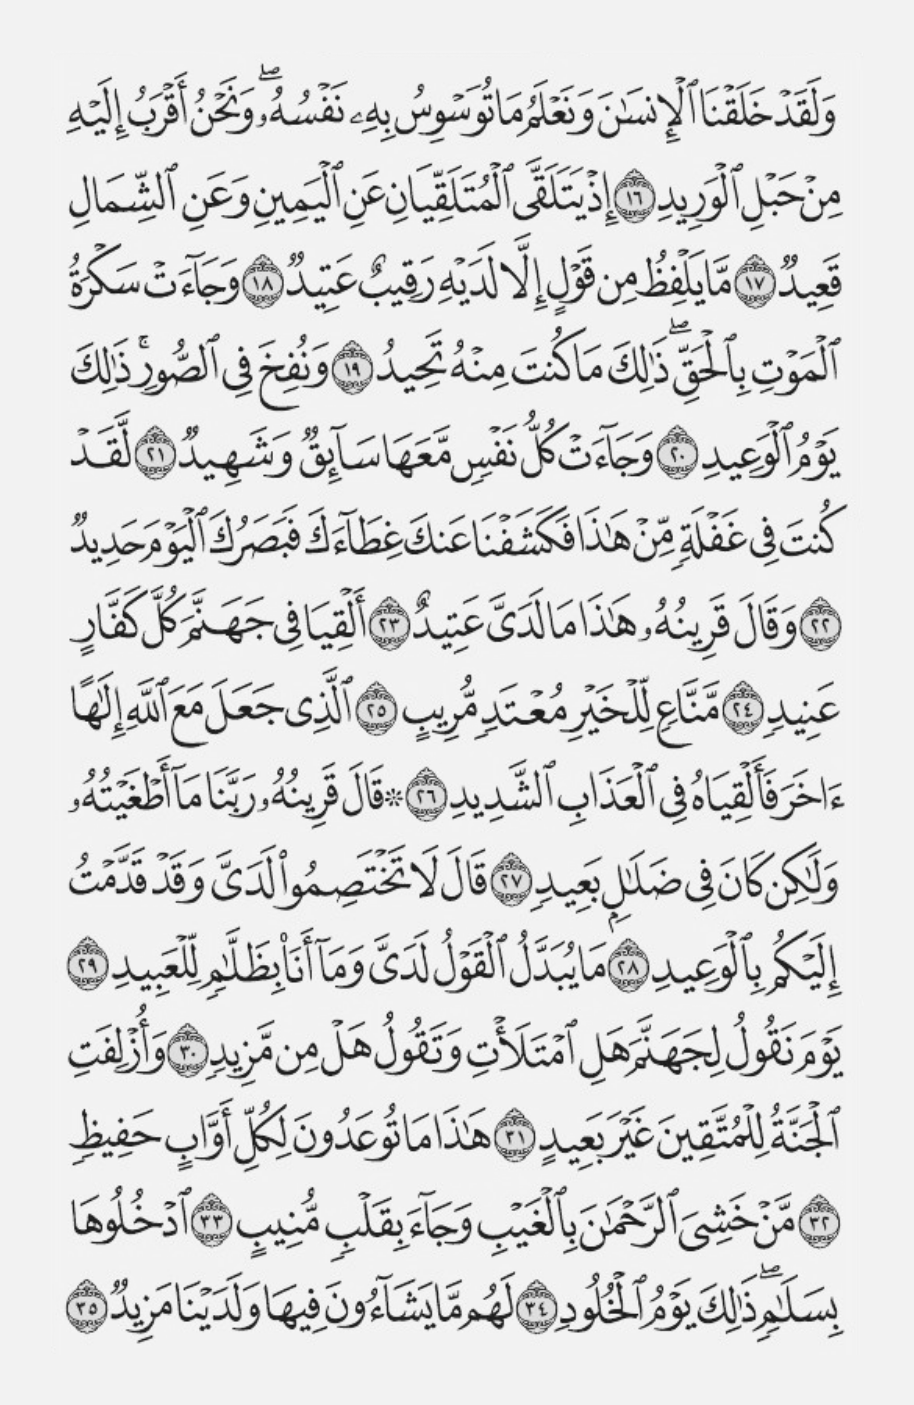 وَلَقَدْ خَلَقْنَا ٱلْإِنسَٰنَ وَنَعْلَمُ مَا تُوَسْوِسُ بِهِۦ نَفْسُهُۥ ۖ وَنَحْنُ أَقْرَبُ إِلَيْهِ
مِنْ حَبْلِ ٱلْوَرِيدِ ١٦ إِذْ يَتَلَقَّى ٱلْمُتَلَقِّيَانِ عَنِ ٱلْيَمِينِ وَعَنِ ٱلشِّمَالِ
قَعِيدٌ ١٧ مَّا يَلْفِظُ مِن قَوْلٍ إِلَّا لَدَيْهِ رَقِيبٌ عَتِيدٌ ١٨ وَجَآءَتْ سَكْرَةُ
ٱلْمَوْتِ بِٱلْحَقِّ ۖ ذَٰلِكَ مَا كُنتَ مِنْهُ تَحِيدُ ١٩ وَنُفِخَ فِى ٱلصُّورِ ۚ ذَٰلِكَ
يَوْمُ ٱلْوَعِيدِ ٢٠ وَجَآءَتْ كُلُّ نَفْسٍ مَّعَهَا سَآئِقٌ وَشَهِيدٌ ٢١ لَّقَدْ
كُنتَ فِى غَفْلَةٍ مِّنْ هَٰذَا فَكَشَفْنَا عَنكَ غِطَآءَكَ فَبَصَرُكَ ٱلْيَوْمَ حَدِيدٌ
٢٢ وَقَالَ قَرِينُهُۥ هَٰذَا مَا لَدَىَّ عَتِيدٌ ٢٣ أَلْقِيَا فِى جَهَنَّمَ كُلَّ كَفَّارٍ
عَنِيدٍ ٢٤ مَّنَّاعٍ لِّلْخَيْرِ مُعْتَدٍ مُّرِيبٍ ٢٥ ٱلَّذِى جَعَلَ مَعَ ٱللَّهِ إِلَٰهًا
ءَاخَرَ فَأَلْقِيَاهُ فِى ٱلْعَذَابِ ٱلشَّدِيدِ ٢٦ * قَالَ قَرِينُهُۥ رَبَّنَا مَآ أَطْغَيْتُهُۥ
وَلَٰكِن كَانَ فِى ضَلَٰلٍۭ بَعِيدٍ ٢٧ قَالَ لَا تَخْتَصِمُوا۟ لَدَىَّ وَقَدْ قَدَّمْتُ
إِلَيْكُم بِٱلْوَعِيدِ ٢٨ مَا يُبَدَّلُ ٱلْقَوْلُ لَدَىَّ وَمَآ أَنَا۠ بِظَلَّٰمٍ لِّلْعَبِيدِ ٢٩
يَوْمَ نَقُولُ لِجَهَنَّمَ هَلِ ٱمْتَلَأْتِ وَتَقُولُ هَلْ مِن مَّزِيدٍ ٣٠ وَأُزْلِفَتِ
ٱلْجَنَّةُ لِلْمُتَّقِينَ غَيْرَ بَعِيدٍ ٣١ هَٰذَا مَا تُوعَدُونَ لِكُلِّ أَوَّابٍ حَفِيظٍ
٣٢ مَّنْ خَشِىَ ٱلرَّحْمَٰنَ بِٱلْغَيْبِ وَجَآءَ بِقَلْبٍ مُّنِيبٍ ٣٣ ٱدْخُلُوهَا
بِسَلَٰمٍ ۖ ذَٰلِكَ يَوْمُ ٱلْخُلُودِ ٣٤ لَهُم مَّا يَشَآءُونَ فِيهَا وَلَدَيْنَا مَزِيدٌ ٣٥